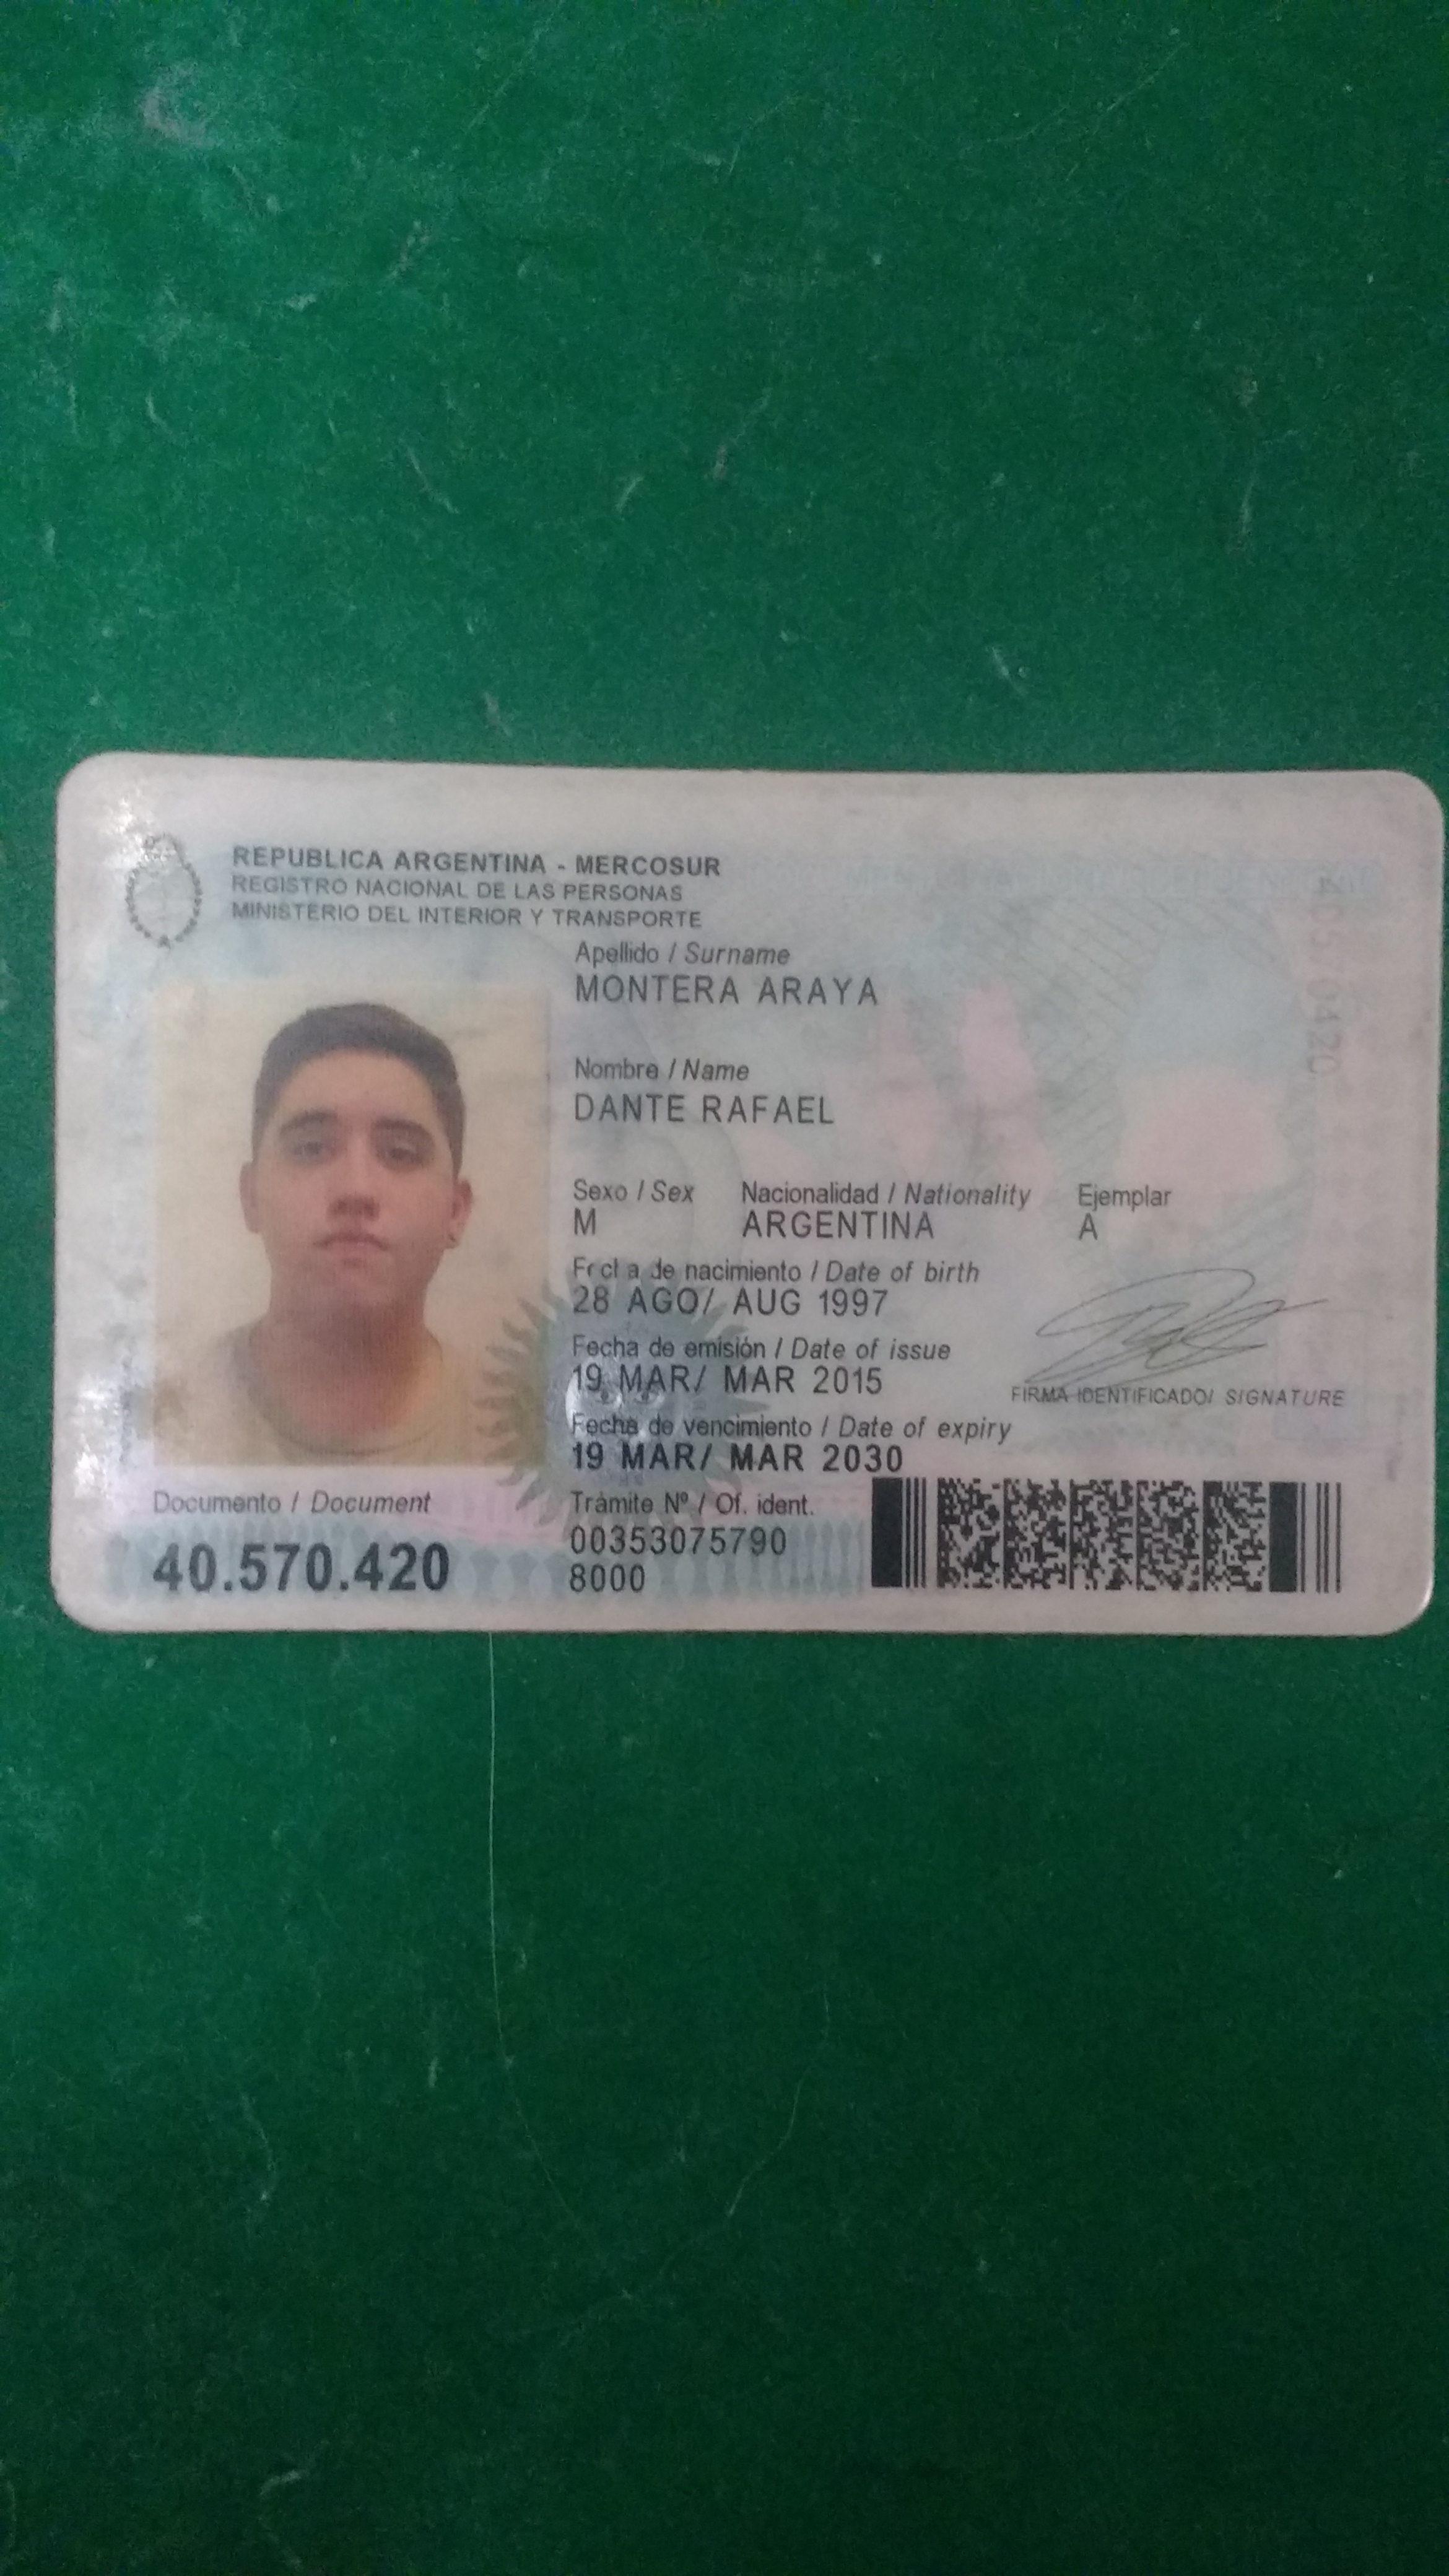 REPUBLICA ARGENTINA - MERCOSUR
REGISTRO NACIONAL DE LAS PERSONAS
MINISTERIO DEL INTERIOR Y TRANSPORTE
Apellido / Surname
MONTERA ARAYA
Nombre / Name
DANTE RAFAEL
Sexo / Sex Nacionalidad / Nationality Ejemplar
M ARGENTINA A
Fecha de nacimiento / Date of birth
28 AGO/ AUG 1997
Fecha de emisión / Date of issue
19 MAR/ MAR 2015
FIRMA IDENTIFICADO/ SIGNATURE
Fecha de vencimiento / Date of expiry
19 MAR/ MAR 2030
Documento / Document
40.570.420
Trámite Nº / Of. ident.
00353075790
8000